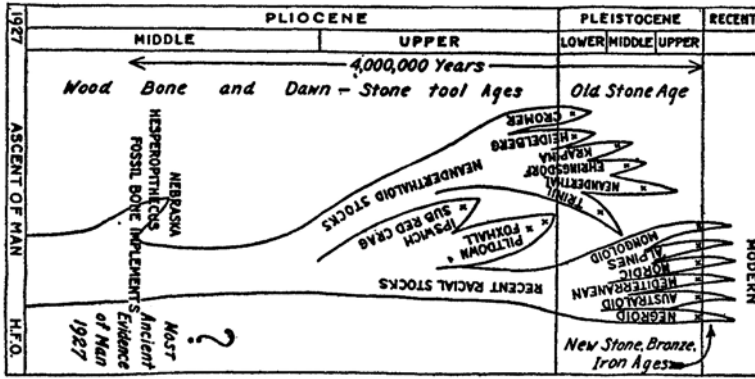 1927
ASCENT OF MAN
H.F.O.
PLIOCENE
PLEISTOCENE
RECENT
MIDDLE
UPPER
LOWER
MIDDLE
UPPER
4,000,000 Years
Wood Bone and Dawn-Stone tool Ages
Old Stone Age
NEBRASKA
HESPEROPITHECUS
FOSSIL BONE IMPLEMENTS
NEANDERTHALOID STOCKS
CROMER
HEIDELBERG
KRAPINA
EHRINGSDORF
NEANDERTHAL
TRINIL
IPSWICH
SUB RED CRAG
PILTDOWN
FOXHALL
RECENT RACIAL STOCKS
MONGOLOID
ALPINES
NORDIC
MEDITERRANEAN
AUSTRALOID
NEGROID
MODERN
?
Most
Ancient
Evidence
of Man
1927
New Stone, Bronze,
Iron Ages